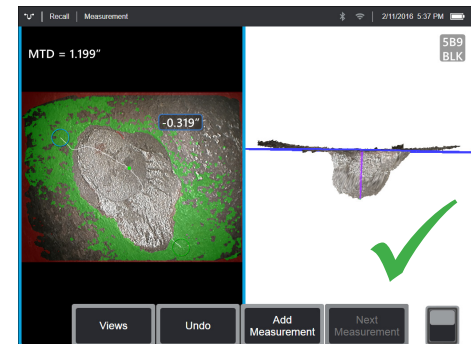 Recall | Measurement
2/11/2016 5:37 PM
MTD = 1.199"
5B9
BLK
-0.319"
Views
Undo
Add
Measurement
Next
Measurement